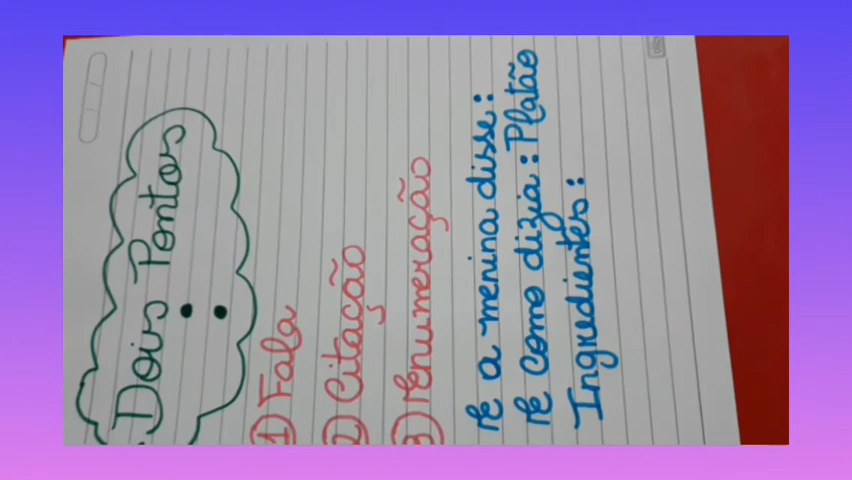 Dois Pontos
:
1) Fala
2) Citação
3) Enumeração
E a menina disse:
E como dizia: Platão
Ingredientes: